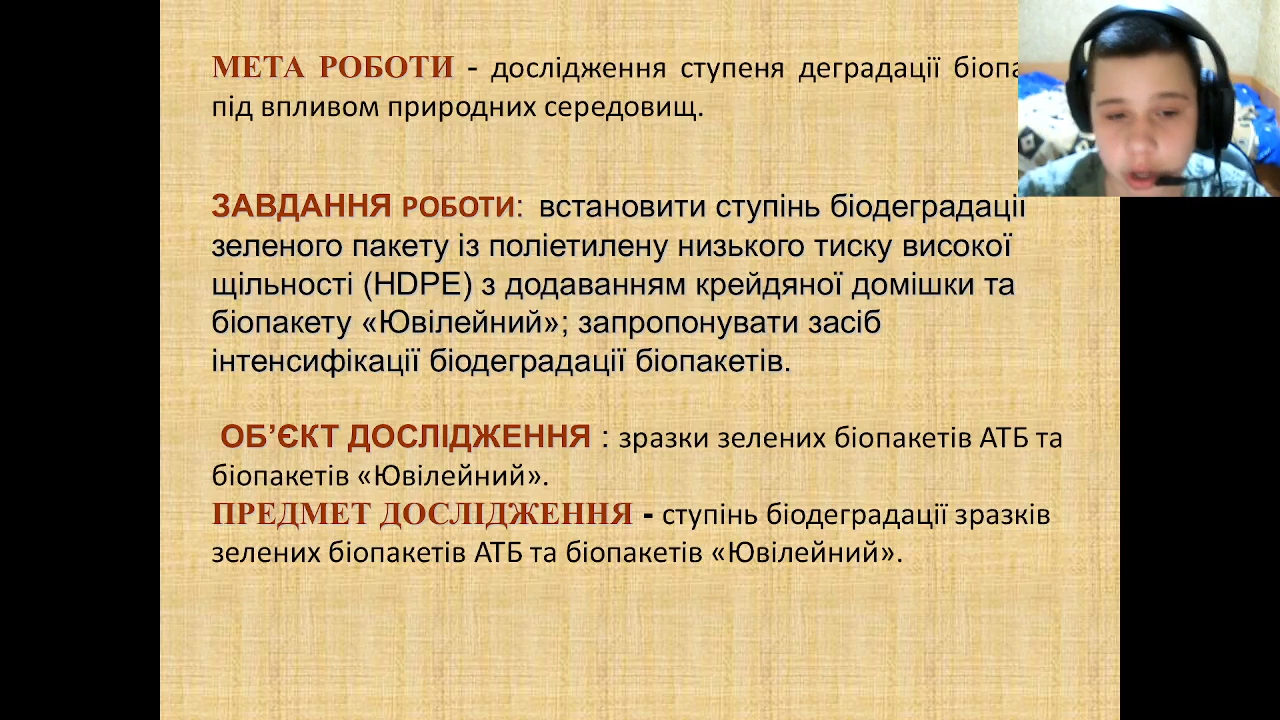 МЕТА РОБОТИ - дослідження ступеня деградації
під впливом природних середовищ.
ЗАВДАННЯ РОБОТИ: встановити ступінь біодеградації
зеленого пакету із поліетилену низького тиску високої
щільності (HDPE) з додаванням крейдяної домішки та
біопакету «Ювілейний»; запропонувати засіб
інтенсифікації біодеградації біопакетів.
ОБ’ЄКТ ДОСЛІДЖЕННЯ : зразки зелених біопакетів АТБ та
біопакетів «Ювілейний».
ПРЕДМЕТ ДОСЛІДЖЕННЯ - ступінь біодеградації зразків
зелених біопакетів АТБ та біопакетів «Ювілейний».